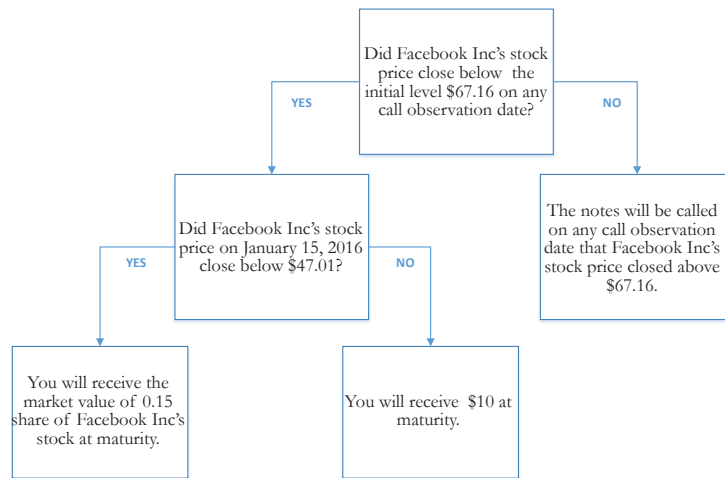 Did Facebook Inc's stock
price close below the
initial level $67.16 on any
call observation date?
YES
NO
Did Facebook Inc's stock
price on January 15, 2016
close below $47.01?
The notes will be called
on any call observation
date that Facebook Inc's
stock price closed above
$67.16.
YES
NO
You will receive the
market value of 0.15
share of Facebook Inc's
stock at maturity.
You will receive $10 at
maturity.